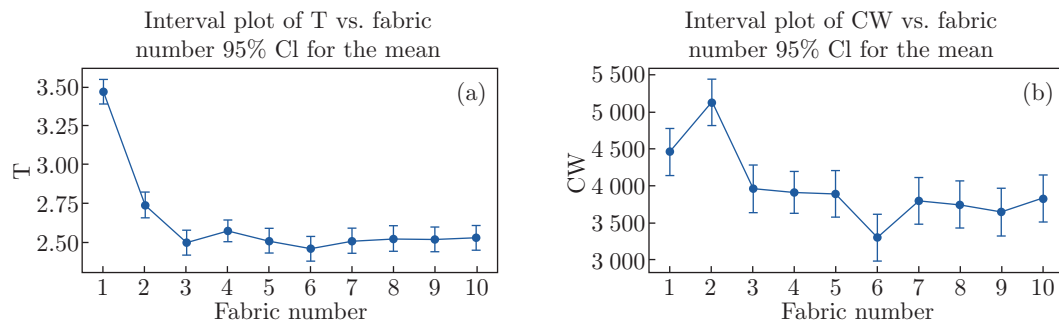 Interval plot of T vs. fabric
number 95% Cl for the mean
(a)
3.50
3.25
3.00
2.75
2.50
T
1 2 3 4 5 6 7 8 9 10
Fabric number
Interval plot of CW vs. fabric
number 95% Cl for the mean
(b)
5 500
5 000
4 500
4 000
3 500
3 000
CW
1 2 3 4 5 6 7 8 9 10
Fabric number